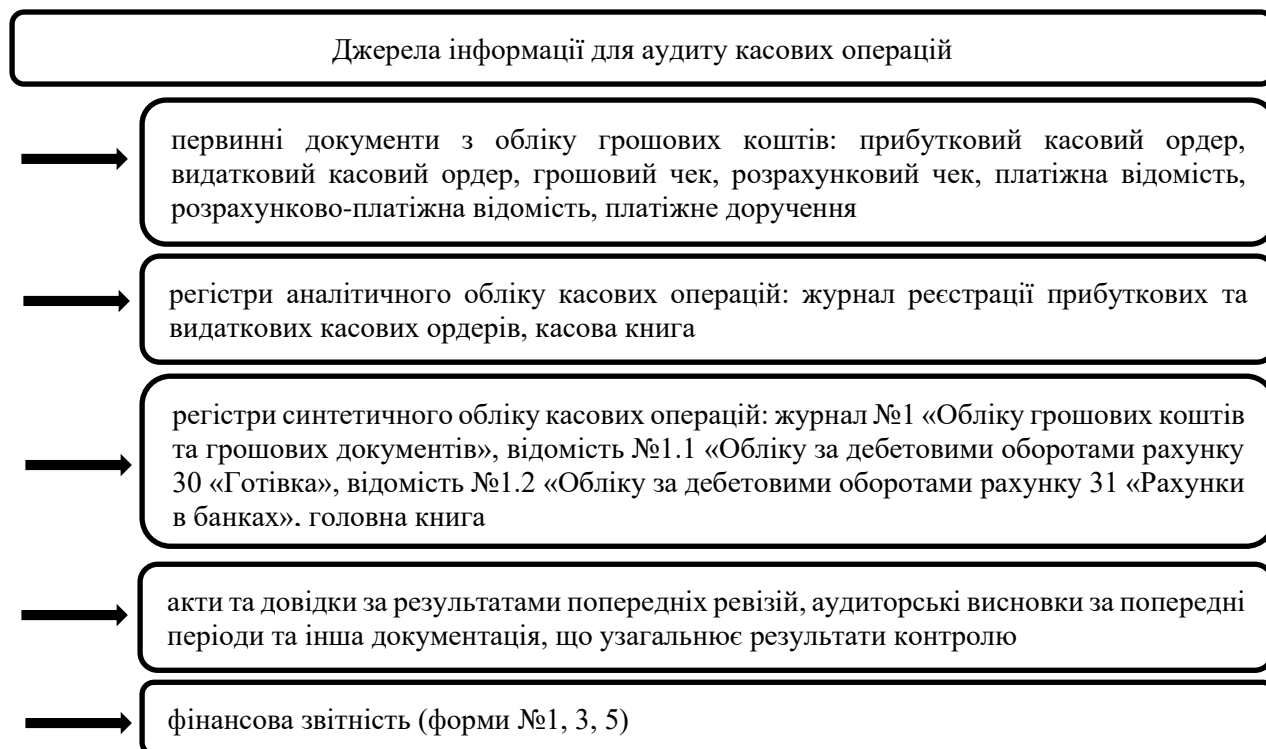 Джерела інформації для аудиту касових операцій
первинні документи з обліку грошових коштів: прибутковий касовий ордер,
видатковий касовий ордер, грошовий чек, розрахунковий чек, платіжна відомість,
розрахунково-платіжна відомість, платіжне доручення
регістри аналітичного обліку касових операцій: журнал реєстрації прибуткових та
видаткових касових ордерів, касова книга
регістри синтетичного обліку касових операцій: журнал №1 «Обліку грошових коштів
та грошових документів», відомість №1.1 «Обліку за дебетовими оборотами рахунку
30 «Готівка», відомість №1.2 «Обліку за дебетовими оборотами рахунку 31 «Рахунки
в банках», головна книга
акти та довідки за результатами попередніх ревізій, аудиторські висновки за попередні
періоди та інша документація, що узагальнює результати контролю
фінансова звітність (форми №1, 3, 5)